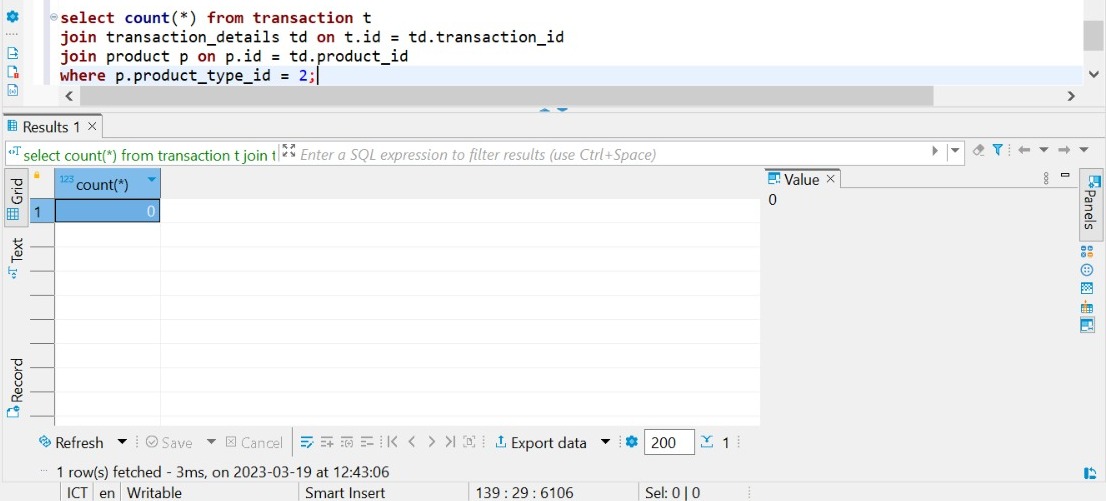 select count(*) from transaction t
join transaction_details td on t.id = td.transaction_id
join product p on p.id = td.product_id
where p.product_type_id = 2;
Results 1
select count(*) from transaction t join t
Enter a SQL expression to filter results (use Ctrl+Space)
Grid
Text
Record
123 count(*)
1 0
Value
0
Panels
Refresh Save Cancel Export data 200 1
1 row(s) fetched - 3ms, on 2023-03-19 at 12:43:06
ICT en Writable Smart Insert 139 : 29 : 6106 Sel: 0 | 0